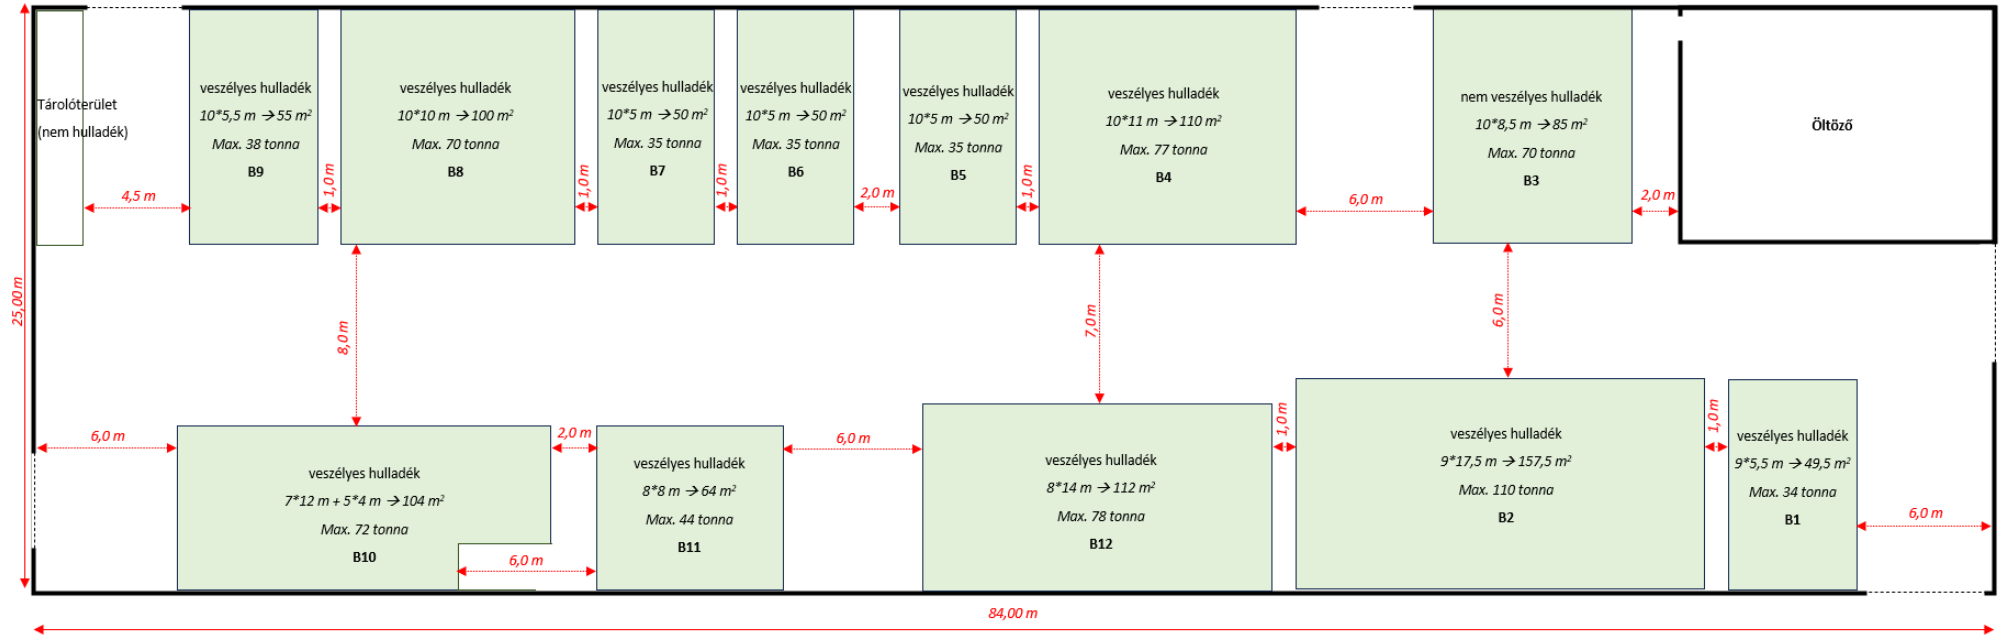 Tárolóterület
(nem hulladék)
4,5 m
veszélyes hulladék
10*5,5 m →55 m²
Max. 38 tonna
B9
1,0 m
veszélyes hulladék
10*10 m →100 m²
Max. 70 tonna
B8
1,0 m
veszélyes hulladék
10*5 m →50 m²
Max. 35 tonna
B7
1,0 m
veszélyes hulladék
10*5 m →50 m²
Max. 35 tonna
B6
2,0 m
veszélyes hulladék
10*5 m →50 m²
Max. 35 tonna
B5
1,0 m
veszélyes hulladék
10*11 m →110 m²
Max. 77 tonna
B4
6,0 m
nem veszélyes hulladék
10*8,5 m →85 m²
Max. 70 tonna
B3
2,0 m
Öltöző
25,00 m
8,0 m
7,0 m
6,0 m
6,0 m
veszélyes hulladék
7*12 m + 5*4 m →104 m²
Max. 72 tonna
B10
2,0 m
6,0 m
veszélyes hulladék
8*8 m →64 m²
Max. 44 tonna
B11
6,0 m
veszélyes hulladék
8*14 m →112 m²
Max. 78 tonna
B12
1,0 m
veszélyes hulladék
9*17,5 m →157,5 m²
Max. 110 tonna
B2
1,0 m
veszélyes hulladék
9*5,5 m →49,5 m²
Max. 34 tonna
B1
6,0 m
84,00 m